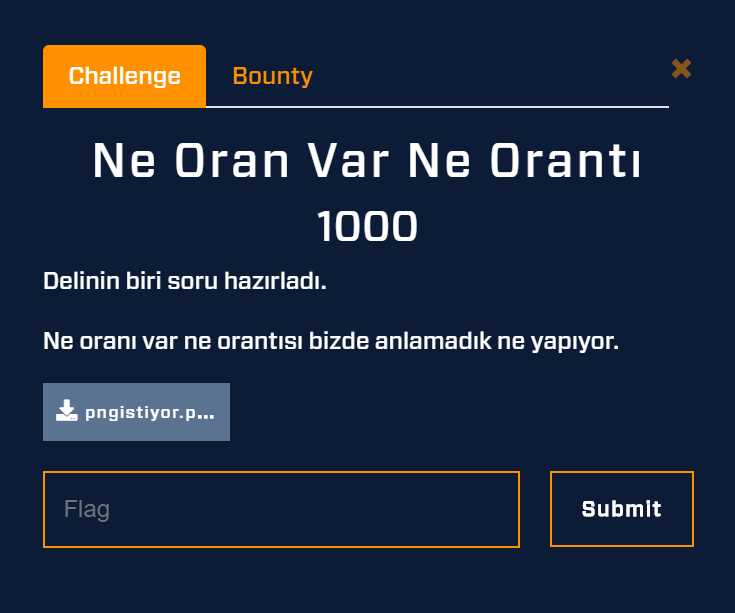 Challenge
Bounty
Ne Oran Var Ne Orantı
1000
Delinin biri soru hazırladı.
Ne oranı var ne orantısı bizde anlamadık ne yapıyor.
pngistiyor.p...
Flag
Submit